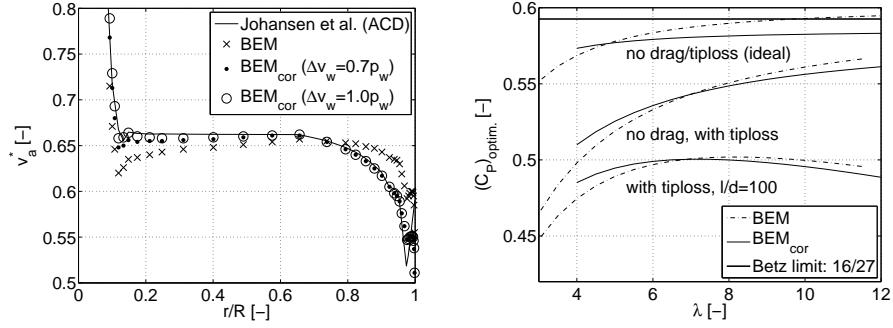 0.8
0.75
0.7
0.65
0.6
0.55
0.5
v*a [–]
0
0.2
0.4
0.6
0.8
1
r/R [–]
Johansen et al. (ACD)
BEM
BEMcor (Δvw=0.7pw)
BEMcor (Δvw=1.0pw)
0.6
0.55
0.5
0.45
(CP)optim. [–]
4
6
8
10
12
λ [–]
no drag/tiploss (ideal)
no drag, with tiploss
with tiploss, l/d=100
BEM
BEMcor
Betz limit: 16/27